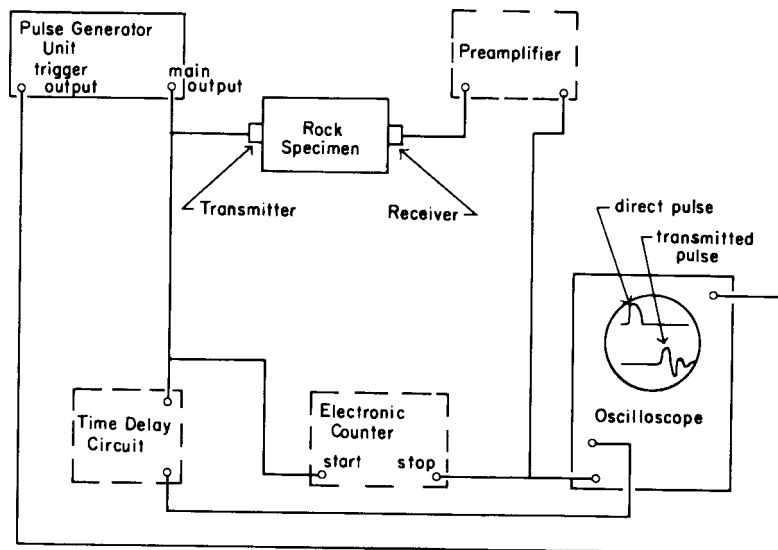 Pulse Generator
Unit
trigger
output
main
output
Preamplifier
Rock
Specimen
Transmitter
Receiver
direct pulse
transmitted
pulse
Oscilloscope
Time Delay
Circuit
Electronic
Counter
start stop